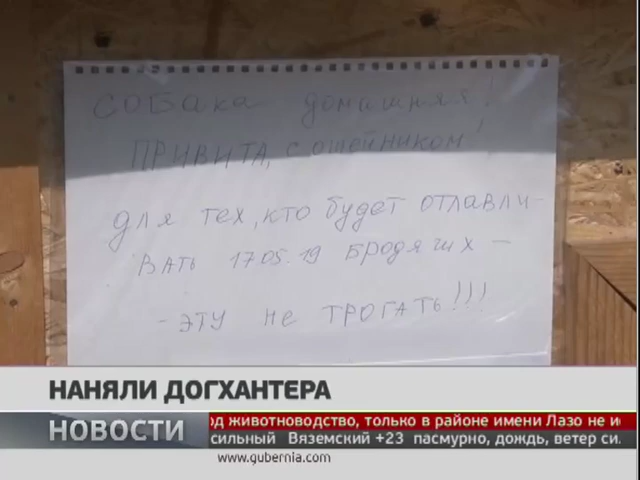 собака домашняя!
ПРИВИТА, с ошейником!
для тех, кто будет отлавли-
вать 17.05.19 бродячих -
- эту не трогать!!!
НАНЯЛИ ДОГХАНТЕРА
НОВОСТИ
од животноводство, только в районе имени Лазо не и
сильный Вяземский +23 пасмурно, дождь, ветер си
www.gubernia.com